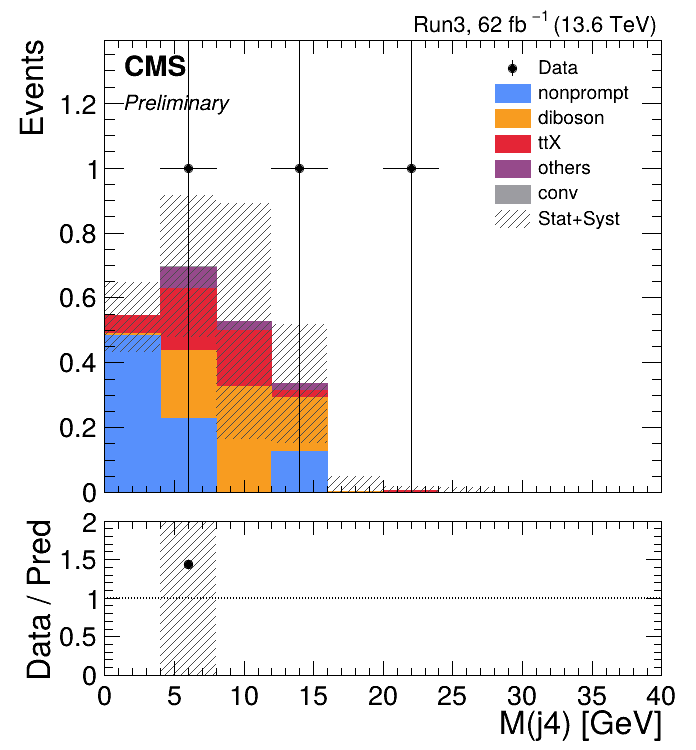 Run3, 62 fb⁻¹ (13.6 TeV)
CMS
Preliminary
Events
1.2
1
0.8
0.6
0.4
0.2
0
Data
nonprompt
diboson
ttX
others
conv
Stat+Syst
Data / Pred
2
1.5
1
0.5
0
0 5 10 15 20 25 30 35 40
M(j4) [GeV]